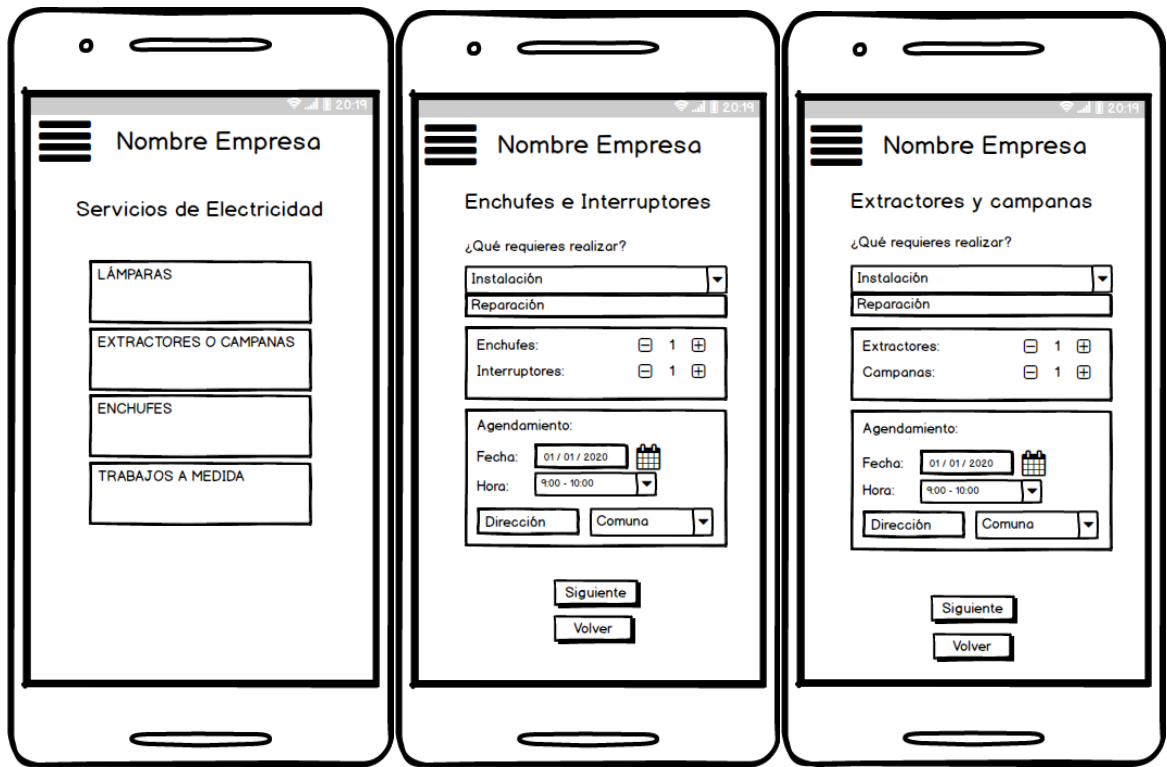 20:19
Nombre Empresa
Servicios de Electricidad
LÁMPARAS
EXTRACTORES O CAMPANAS
ENCHUFES
TRABAJOS A MEDIDA
20:19
Nombre Empresa
Enchufes e Interruptores
¿Qué requieres realizar?
Instalación
Reparación
Enchufes: 1
Interruptores: 1
Agendamiento:
Fecha: 01 / 01 / 2020
Hora: 9:00 - 10:00
Dirección Comuna
Siguiente
Volver
20:19
Nombre Empresa
Extractores y campanas
¿Qué requieres realizar?
Instalación
Reparación
Extractores: 1
Campanas: 1
Agendamiento:
Fecha: 01 / 01 / 2020
Hora: 9:00 - 10:00
Dirección Comuna
Siguiente
Volver